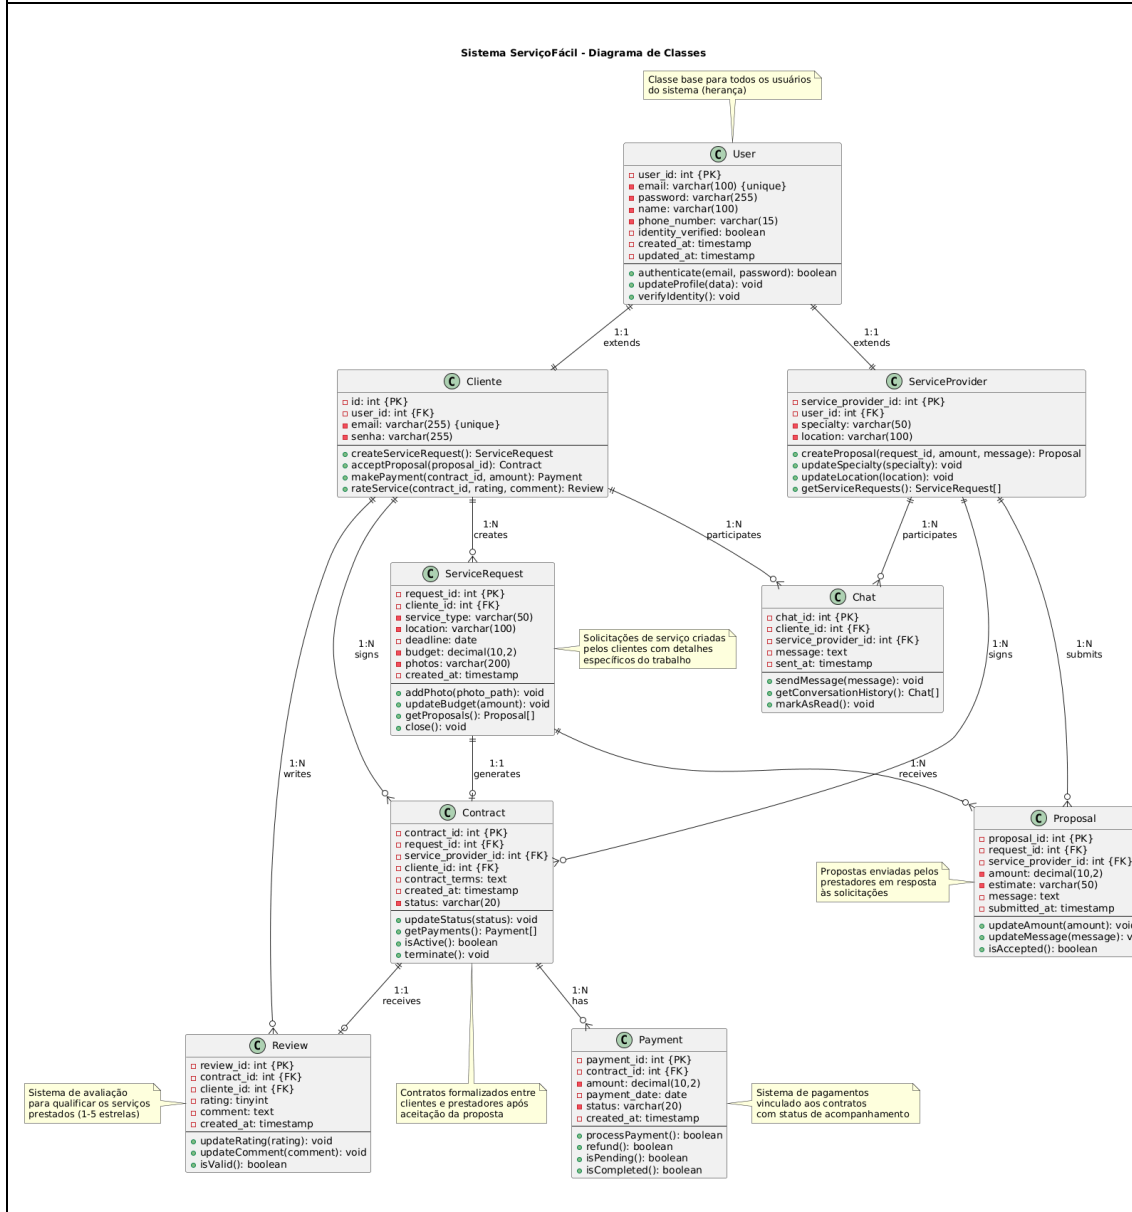 Sistema ServiçoFácil - Diagrama de Classes
Classe base para todos os usuários
do sistema (herança)
User
user_id: int {PK}
email: varchar(100) {unique}
password: varchar(255)
name: varchar(100)
phone_number: varchar(15)
identity_verified: boolean
created_at: timestamp
updated_at: timestamp
authenticate(email, password): boolean
updateProfile(data): void
verifyIdentity(): void
1:1
extends
1:1
extends
Cliente
id: int {PK}
user_id: int {FK}
email: varchar(255) {unique}
senha: varchar(255)
createServiceRequest(): ServiceRequest
acceptProposal(proposal_id): Contract
makePayment(contract_id, amount): Payment
rateService(contract_id, rating, comment): Review
ServiceProvider
service_provider_id: int {PK}
user_id: int {FK}
specialty: varchar(50)
location: varchar(100)
createProposal(request_id, amount, message): Proposal
updateSpecialty(specialty): void
updateLocation(location): void
getServiceRequests(): ServiceRequest[]
1:N
creates
1:N
participates
1:N
participates
ServiceRequest
request_id: int {PK}
cliente_id: int {FK}
service_type: varchar(50)
location: varchar(100)
deadline: date
budget: decimal(10,2)
photos: varchar(200)
created_at: timestamp
addPhoto(photo_path): void
updateBudget(amount): void
getProposals(): Proposal[]
close(): void
Solicitações de serviço criadas
pelos clientes com detalhes
específicos do trabalho
Chat
chat_id: int {PK}
cliente_id: int {FK}
service_provider_id: int {FK}
message: text
sent_at: timestamp
sendMessage(message): void
getConversationHistory(): Chat[]
markAsRead(): void
1:N
signs
1:N
signs
1:N
submits
1:N
writes
1:1
generates
1:N
receives
Contract
contract_id: int {PK}
request_id: int {FK}
service_provider_id: int {FK}
cliente_id: int {FK}
contract_terms: text
created_at: timestamp
status: varchar(20)
updateStatus(status): void
getPayments(): Payment[]
isActive(): boolean
terminate(): void
Proposal
proposal_id: int {PK}
request_id: int {FK}
service_provider_id: int {FK}
amount: decimal(10,2)
estimate: varchar(50)
message: text
submitted_at: timestamp
updateAmount(amount): voi
updateMessage(message): v
isAccepted(): boolean
Propostas enviadas pelos
prestadores em resposta
às solicitações
1:1
receives
1:N
has
Review
review_id: int {PK}
contract_id: int {FK}
cliente_id: int {FK}
rating: tinyint
comment: text
created_at: timestamp
updateRating(rating): void
updateComment(comment): void
isValid(): boolean
Sistema de avaliação
para qualificar os serviços
prestados (1-5 estrelas)
Contratos formalizados entre
clientes e prestadores após
aceitação da proposta
Payment
payment_id: int {PK}
contract_id: int {FK}
amount: decimal(10,2)
payment_date: date
status: varchar(20)
created_at: timestamp
processPayment(): boolean
refund(): boolean
isPending(): boolean
isCompleted(): boolean
Sistema de pagamentos
vinculado aos contratos
com status de acompanhamento